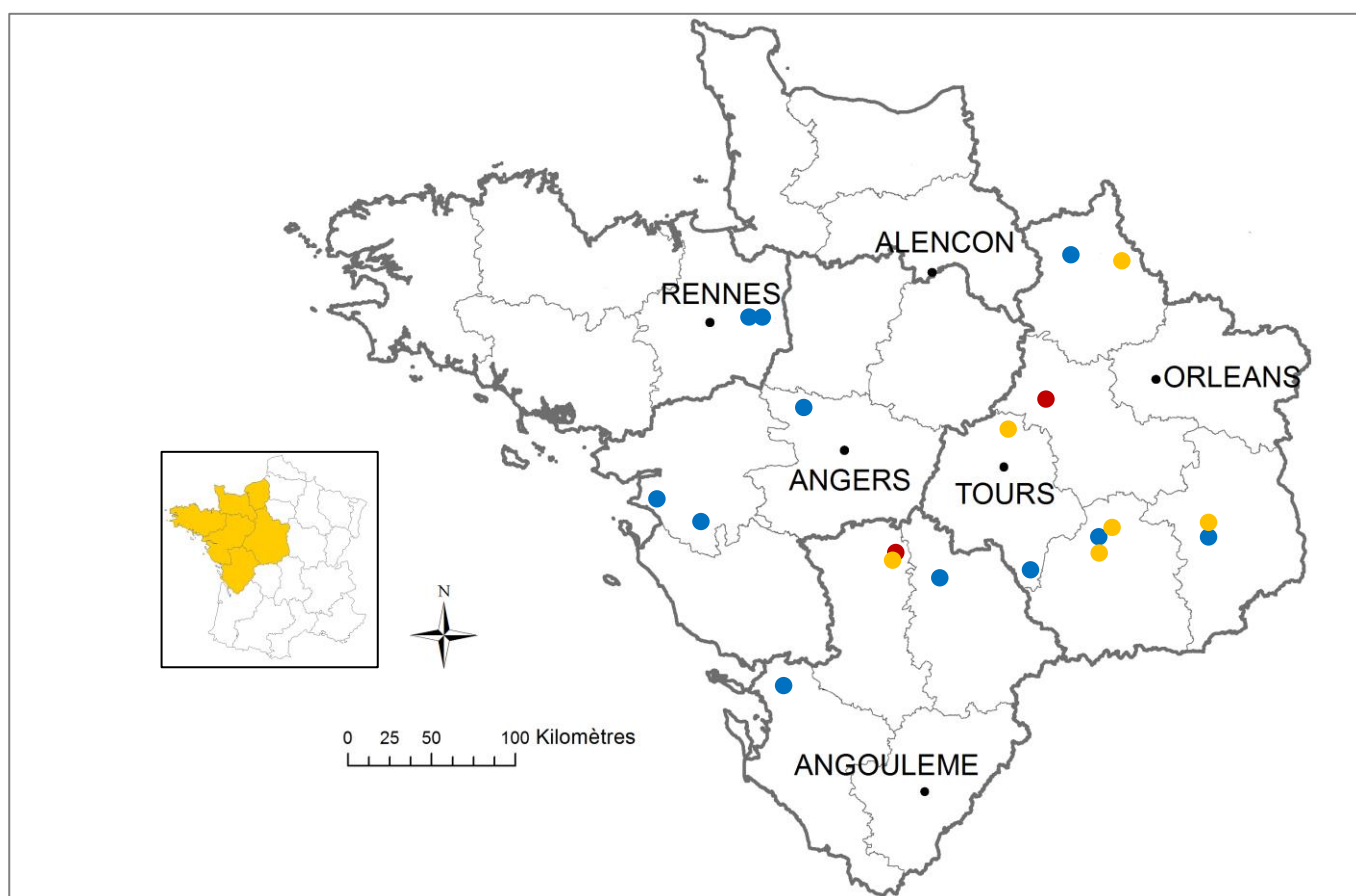 ALENCON
RENNES
ORLEANS
ANGERS
TOURS
N
0 25 50 100 Kilomètres
ANGOULEME